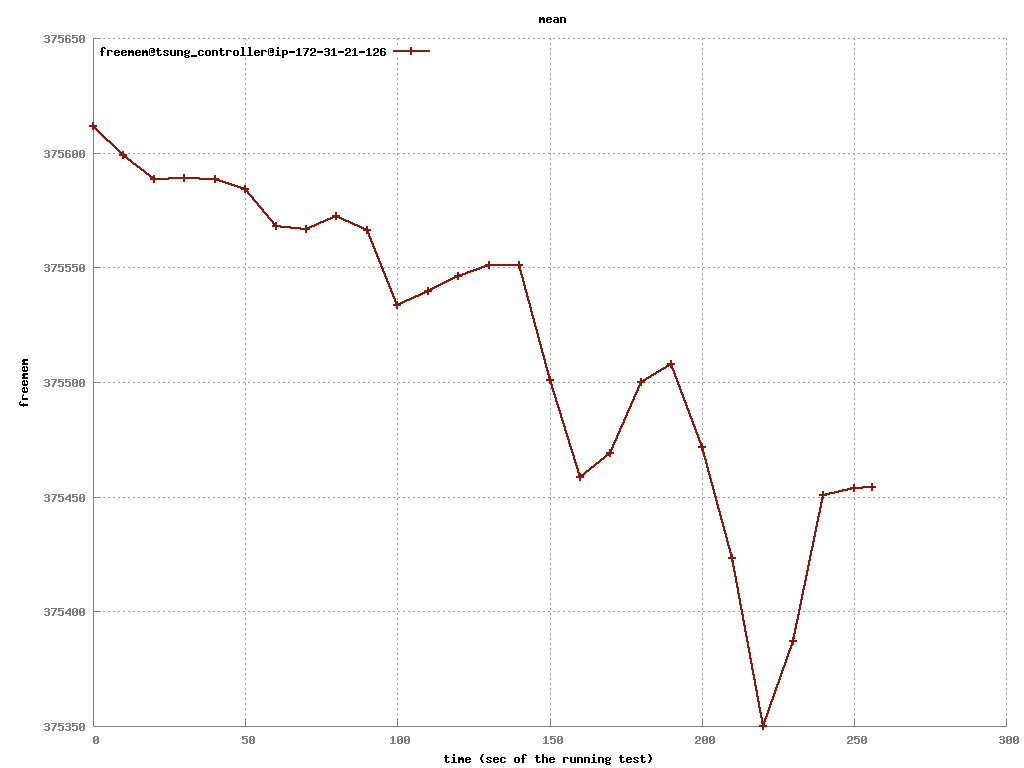 mean
375650
freemem@tsung_controller@ip-172-31-21-126
375600
375550
375500
375450
375400
375350
freemem
0 50 100 150 200 250 300
time (sec of the running test)